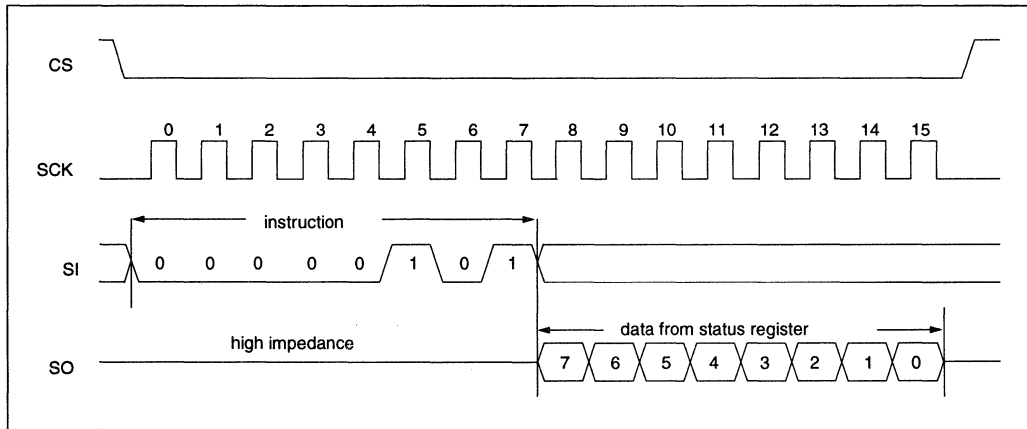 CS
0 1 2 3 4 5 6 7 8 9 10 11 12 13 14 15
SCK
instruction
SI 0 0 0 0 0 1 0 1
high impedance
data from status register
SO 7 6 5 4 3 2 1 0